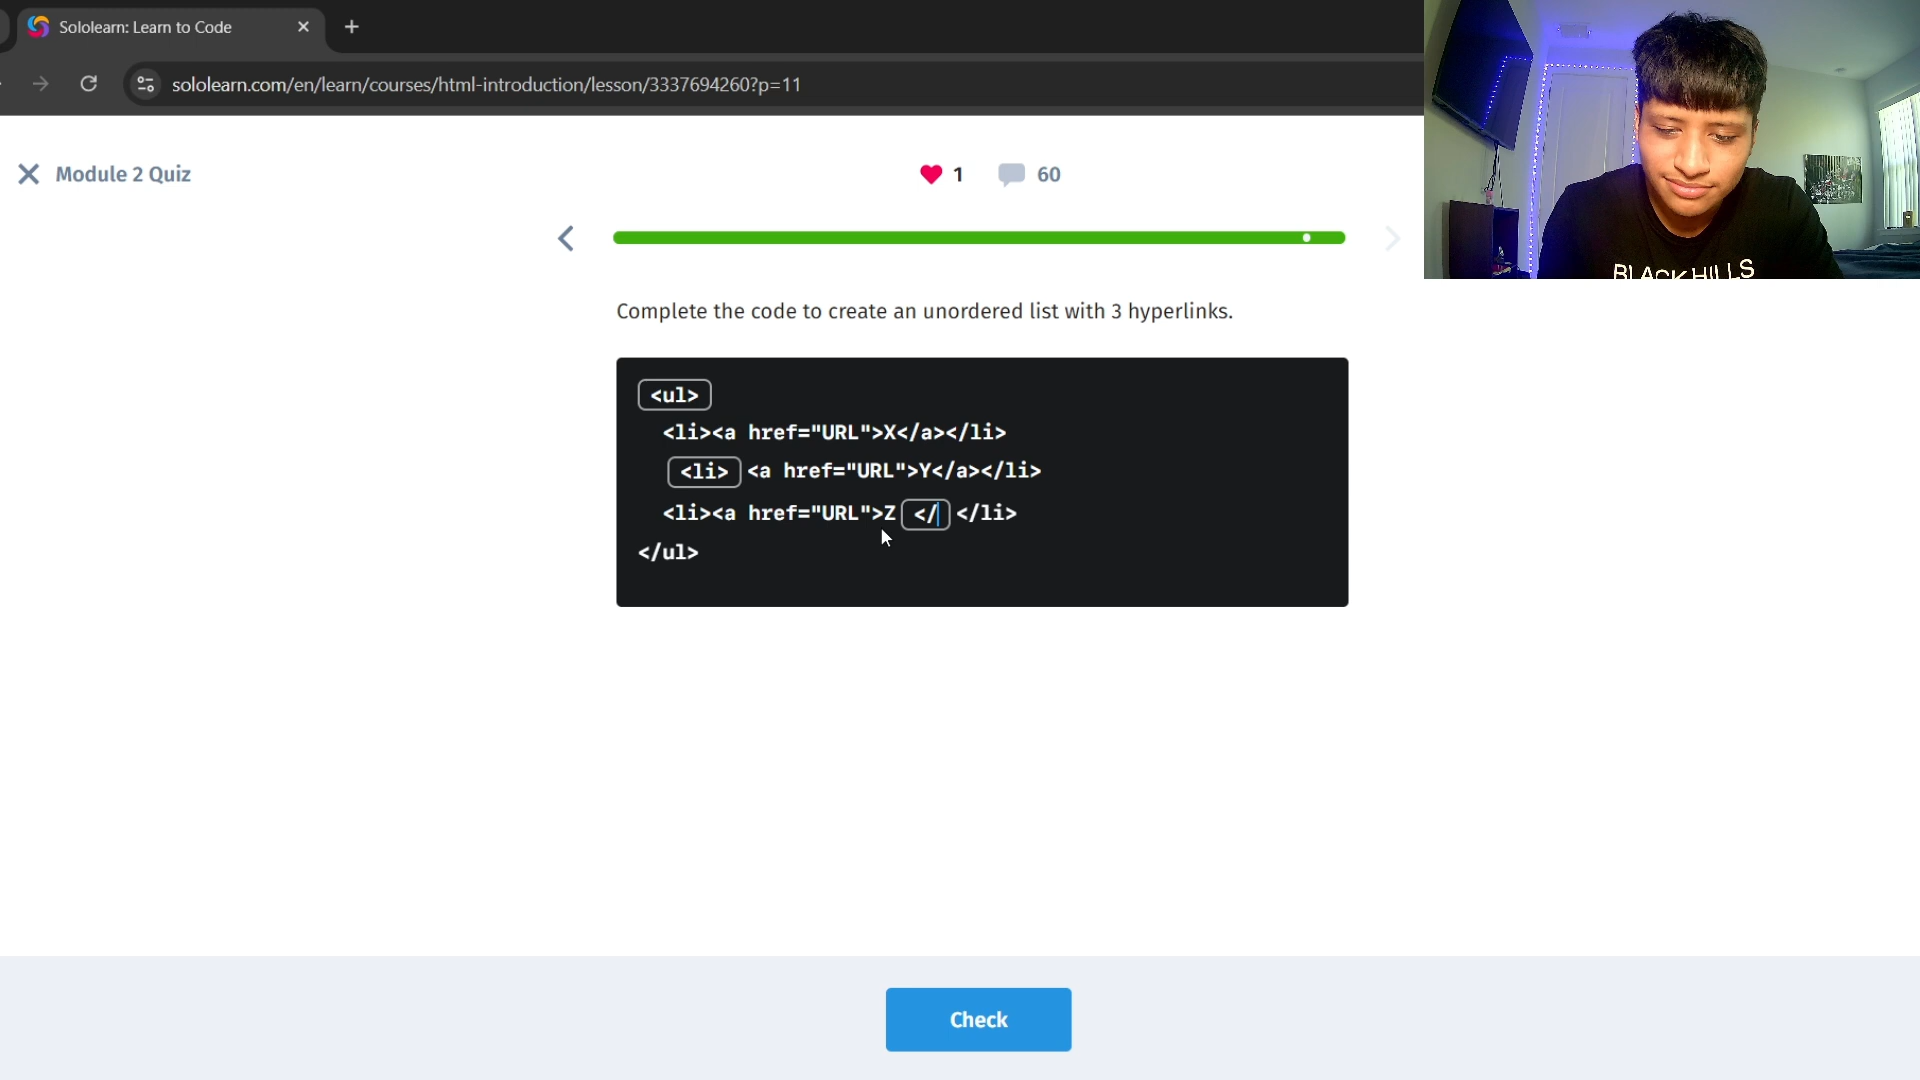 Sololearn: Learn to Code
sololearn.com/en/learn/courses/html-introduction/lesson/3337694260?p=11
Module 2 Quiz
1
60
Complete the code to create an unordered list with 3 hyperlinks.
<ul>
<li><a href="URL">X</a></li>
<li> <a href="URL">Y</a></li>
<li><a href="URL">Z </ </li>
</ul>
Check
BLACK HILLS